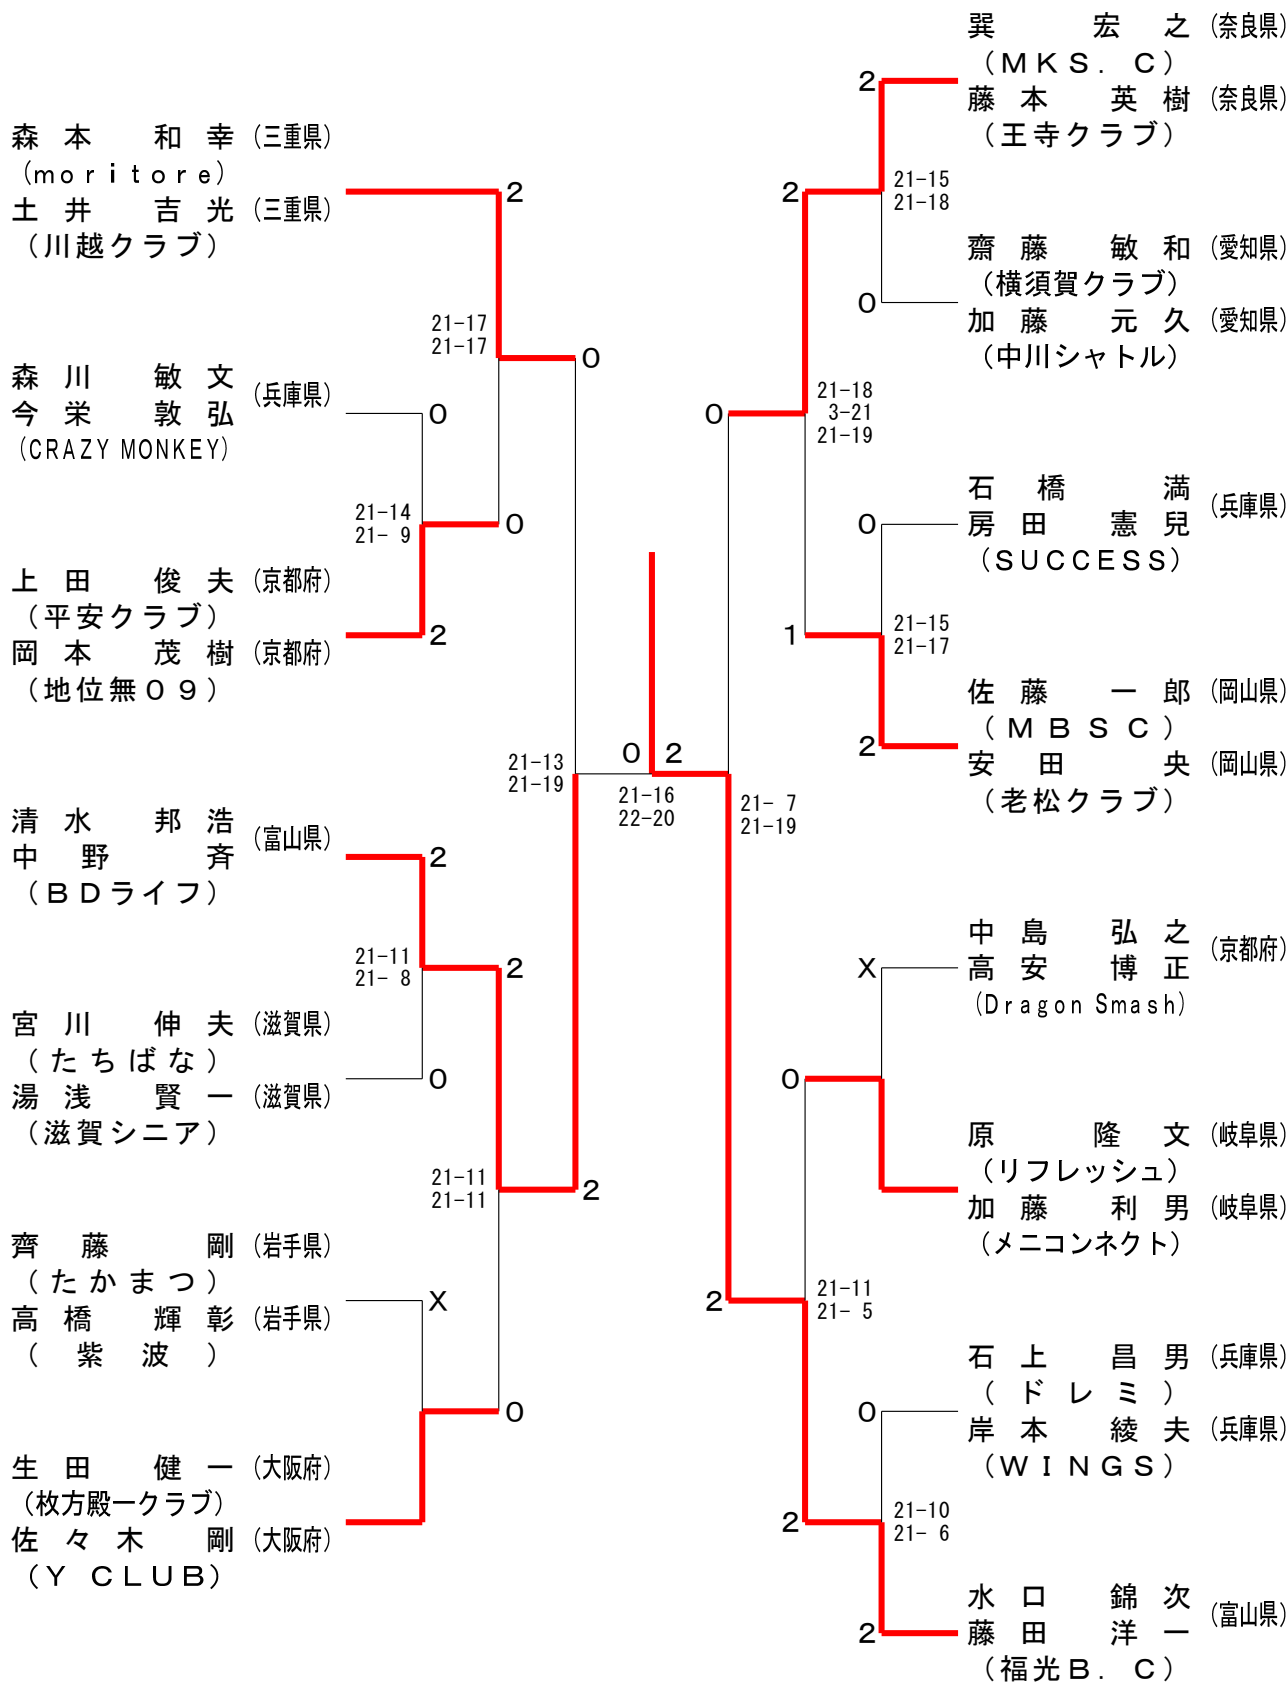 森本 和幸 (三重県)
(moritore)
土井 吉光 (三重県)
(川越クラブ)
2
21-17
21-17
0
森川 敏文
今栄 敦弘
(兵庫県)
(CRAZY MONKEY)
0
21-14
21- 9
0
上田 俊夫 (京都府)
(平安クラブ)
岡本 茂樹 (京都府)
(地位無09)
2
21-13
21-19
清水 邦浩
中野 斉
(富山県)
(BDライフ)
2
21-11
21- 8
2
宮川 伸夫 (滋賀県)
(たちばな)
湯浅 賢一 (滋賀県)
(滋賀シニア)
0
21-11
21-11
2
齊藤 剛 (岩手県)
(たかまつ)
高橋 輝彰 (岩手県)
(紫波)
X
0
生田 健一 (大阪府)
(枚方殿一クラブ)
佐々木 剛 (大阪府)
(Y CLUB)
0 2
21-16
22-20
巽 宏之 (奈良県)
(MKS. C)
藤本 英樹 (奈良県)
(王寺クラブ)
2
2
21-15
21-18
齋藤 敏和 (愛知県)
(横須賀クラブ)
加藤 元久 (愛知県)
(中川シャトル)
0
0
21-18
3-21
21-19
石橋 満
房田 憲兒
(兵庫県)
(SUCCESS)
0
1
21-15
21-17
佐藤 一郎 (岡山県)
(MBSC)
安田 央 (岡山県)
(老松クラブ)
2
21- 7
21-19
中島 弘之
高安 博正
(京都府)
(Dragon Smash)
X
0
原 隆文 (岐阜県)
(リフレッシュ)
加藤 利男 (岐阜県)
(メニコンネクト)
2
21-11
21- 5
石上 昌男 (兵庫県)
(ドレミ)
岸本 綾夫 (兵庫県)
(WINGS)
0
2
21-10
21- 6
水口 錦次
藤田 洋一
(富山県)
(福光B. C)
2